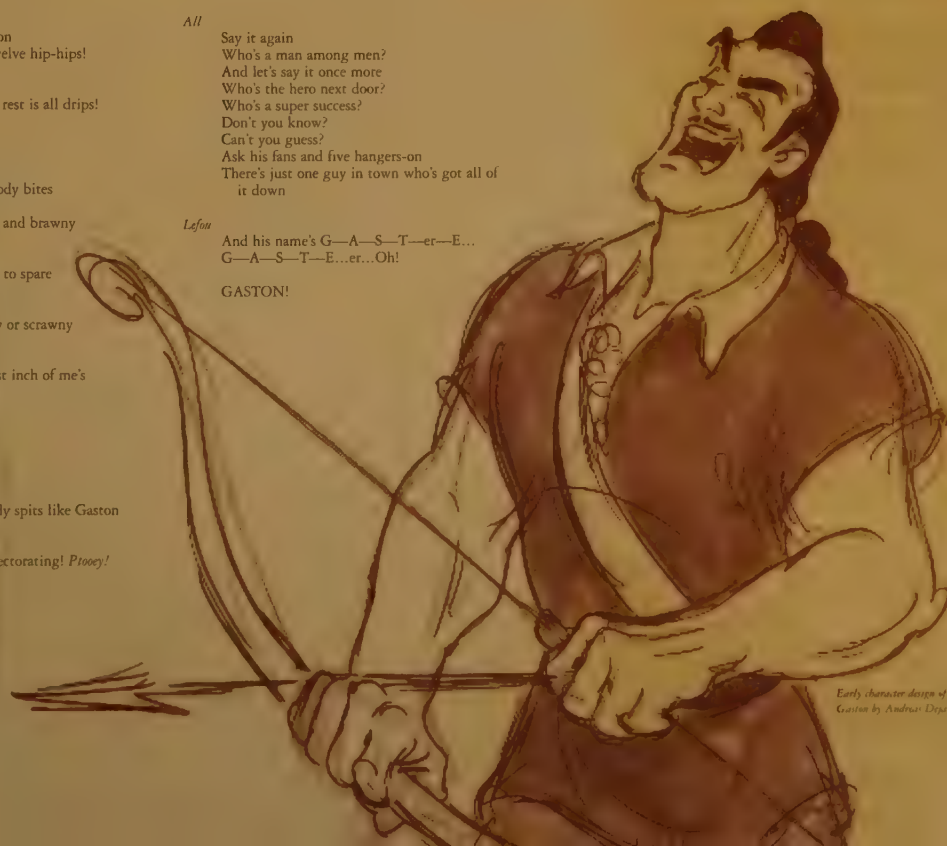 on
elve hip-hips!
rest is all drips!
ody bites
and brawny
to spare
or scrawny
st inch of me's
ly spits like Gaston
ectorating! Ptooey!
All
Say it again
Who's a man among men?
And let's say it once more
Who's the hero next door?
Who's a super success?
Don't you know?
Can't you guess?
Ask his fans and five hangers-on
There's just one guy in town who's got all of
it down
Lefou
And his name's G—A—S—T—er—E...
G—A—S—T—E...er...Oh!
GASTON!
Early character design of
Gaston by Andreas Deja